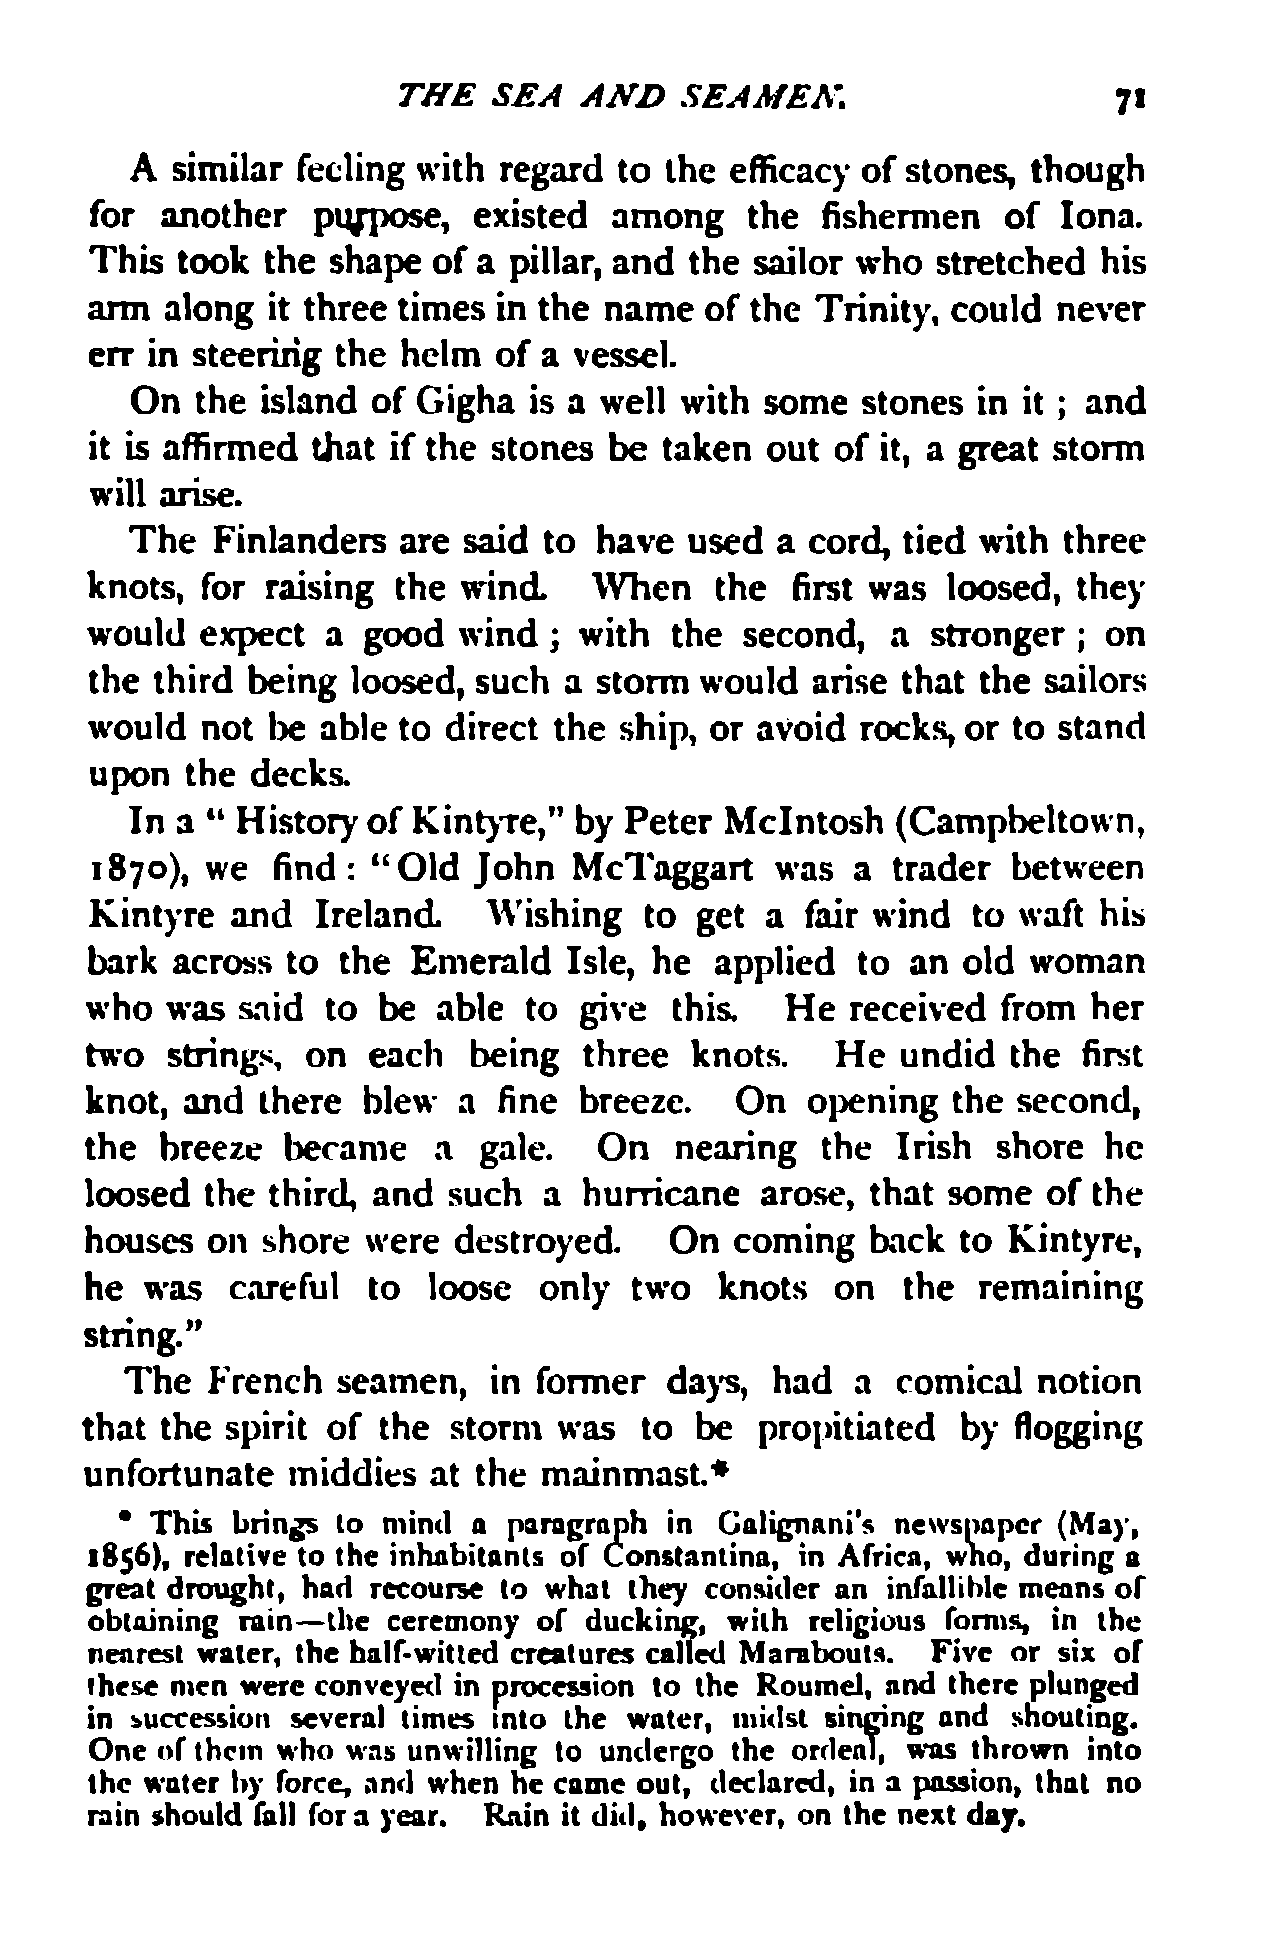 THE SEA AND SEAMEN. 71
A similar feeling with regard to the efficacy of stones, though
for another purpose, existed among the fishermen of Iona.
This took the shape of a pillar, and the sailor who stretched his
arm along it three times in the name of the Trinity, could never
err in steering the helm of a vessel.
On the island of Gigha is a well with some stones in it ; and
it is affirmed that if the stones be taken out of it, a great storm
will arise.
The Finlanders are said to have used a cord, tied with three
knots, for raising the wind. When the first was loosed, they
would expect a good wind ; with the second, a stronger ; on
the third being loosed, such a storm would arise that the sailors
would not be able to direct the ship, or avoid rocks, or to stand
upon the decks.
In a " History of Kintyre," by Peter McIntosh (Campbeltown,
1870), we find : "Old John McTaggart was a trader between
Kintyre and Ireland. Wishing to get a fair wind to waft his
bark across to the Emerald Isle, he applied to an old woman
who was said to be able to give this. He received from her
two strings, on each being three knots. He undid the first
knot, and there blew a fine breeze. On opening the second,
the breeze became a gale. On nearing the Irish shore he
loosed the third, and such a hurricane arose, that some of the
houses on shore were destroyed. On coming back to Kintyre,
he was careful to loose only two knots on the remaining
string."
The French seamen, in former days, had a comical notion
that the spirit of the storm was to be propitiated by flogging
unfortunate middies at the mainmast.*
* This brings to mind a paragraph in Galignani's newspaper (May,
1856), relative to the inhabitants of Constantina, in Africa, who, during a
great drought, had recourse to what they consider an infallible means of
obtaining rain—the ceremony of ducking, with religious forms, in the
nearest water, the half-witted creatures called Marabouts. Five or six of
these men were conveyed in procession to the Roumel, and there plunged
in succession several times into the water, midst singing and shouting.
One of them who was unwilling to undergo the ordeal, was thrown into
the water by force, and when he came out, declared, in a passion, that no
rain should fall for a year. Rain it did, however, on the next day.